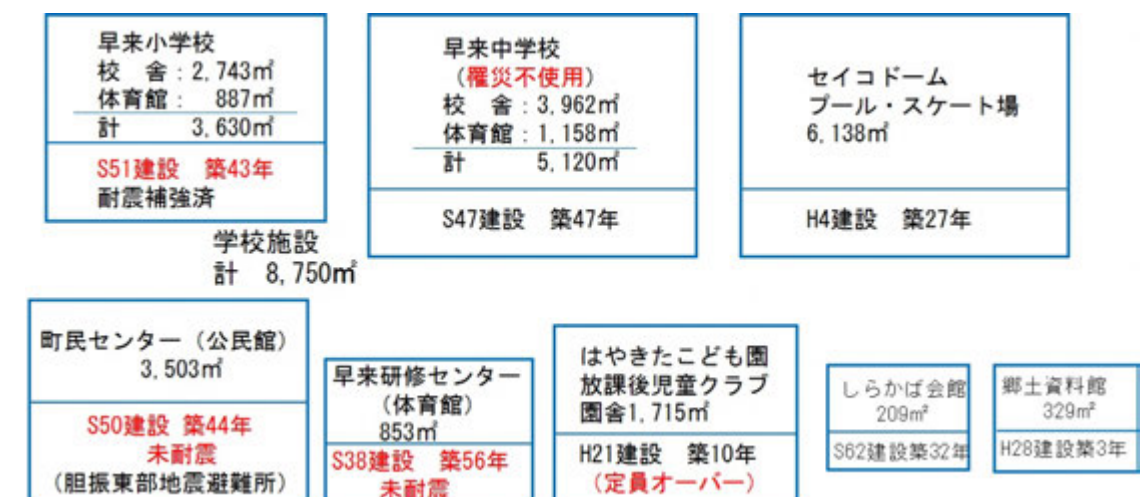 早来小学校
校　舎：2,743㎡
体育館：　887㎡
計　　　3,630㎡
S51建設　築43年
耐震補強済
早来中学校
（罹災不使用）
校　舎：3,962㎡
体育館：1,158㎡
計　　　5,120㎡
S47建設　築47年
セイコドーム
プール・スケート場
6,138㎡
H4建設　築27年
学校施設
計　8,750㎡
町民センター（公民館）
3,503㎡
S50建設 築44年
未耐震
（胆振東部地震避難所）
早来研修センター
（体育館）
853㎡
S38建設　築56年
未耐震
はやきたこども園
放課後児童クラブ
園舎1,715㎡
H21建設　築10年
（定員オーバー）
しらかば会館
209㎡
S62建設築32年
郷土資料館
329㎡
H28建設築3年